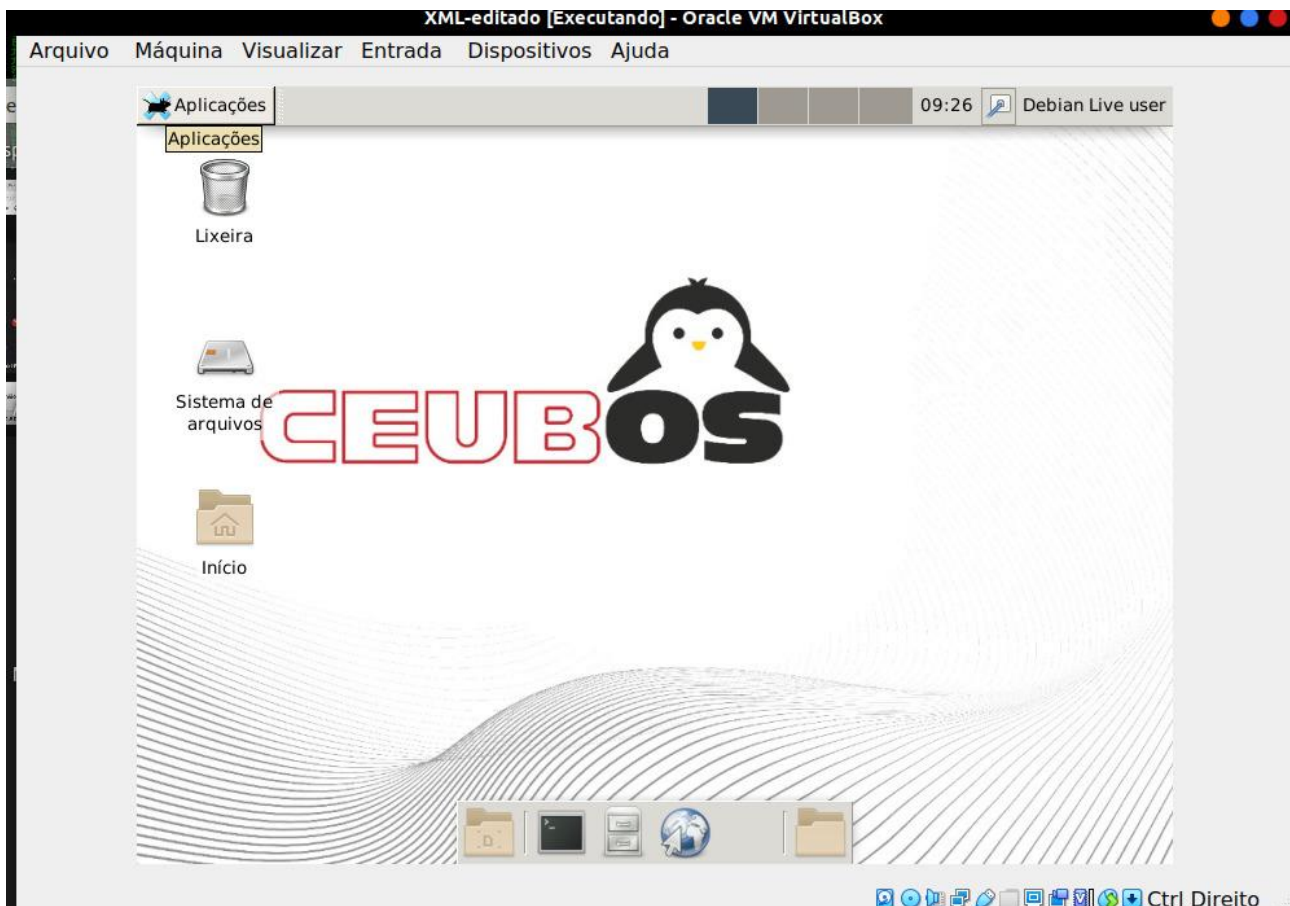 XML-editado [Executando] - Oracle VM VirtualBox
Arquivo Máquina Visualizar Entrada Dispositivos Ajuda
Aplicações 09:26 Debian Live user
Aplicações
Lixeira
Sistema de
arquivos
CEUBOS
Início
Ctrl Direito